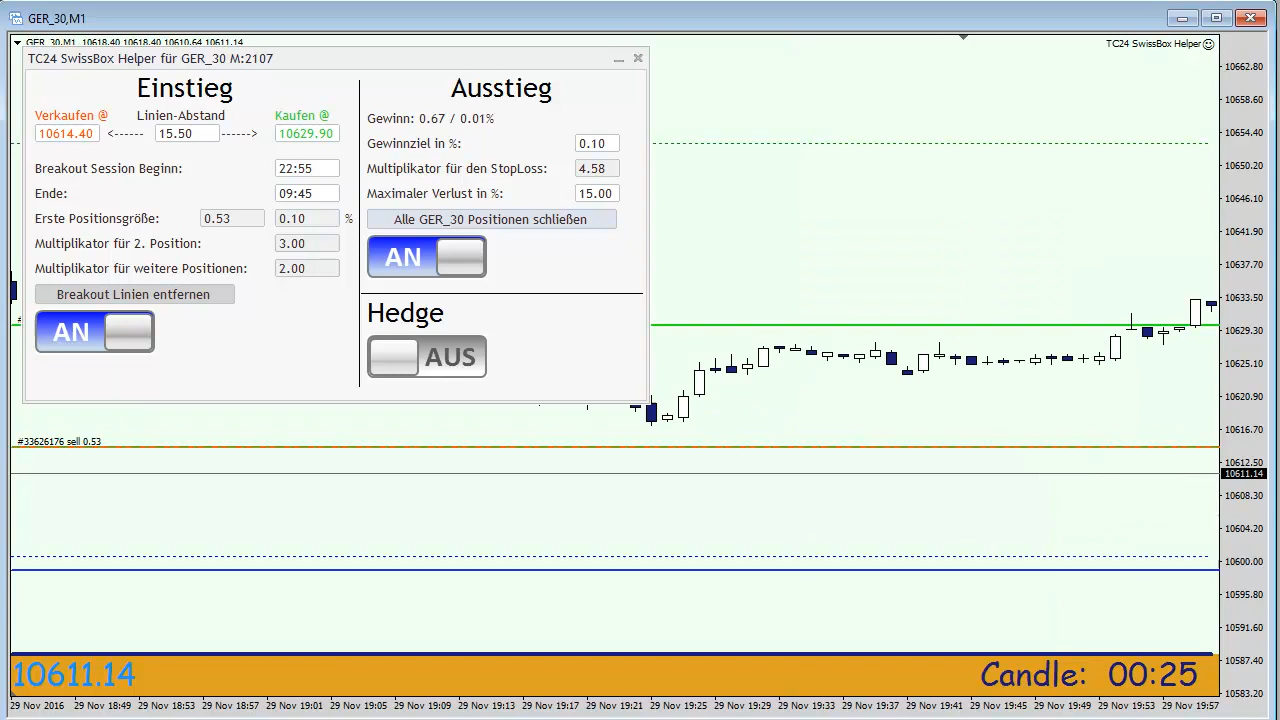 GER_30,M1
GER_30,M1 10618.40 10618.40 10610.64 10611.14
TC24 SwissBox Helper
TC24 SwissBox Helper für GER_30 M:2107
Einstieg
Verkaufen @ Linien-Abstand Kaufen @
10614.40 <------ 15.50 ------> 10629.90
Breakout Session Beginn: 22:55
Ende: 09:45
Erste Positionsgröße: 0.53 0.10 %
Multiplikator für 2. Position: 3.00
Multiplikator für weitere Positionen: 2.00
Breakout Linien entfernen
AN
Ausstieg
Gewinn: 0.67 / 0.01%
Gewinnziel in %: 0.10
Multiplikator für den StopLoss: 4.58
Maximaler Verlust in %: 15.00
Alle GER_30 Positionen schließen
AN
Hedge
AUS
#33626176 sell 0.53
10662.80
10658.60
10654.40
10650.20
10646.10
10641.90
10637.70
10633.50
10629.30
10625.10
10620.90
10616.70
10612.50
10611.14
10608.30
10604.20
10600.00
10595.80
10591.60
10587.40
10583.20
10611.14
Candle: 00:25
29 Nov 2016 29 Nov 18:49 29 Nov 18:53 29 Nov 18:57 29 Nov 19:01 29 Nov 19:05 29 Nov 19:09 29 Nov 19:13 29 Nov 19:17 29 Nov 19:21 29 Nov 19:25 29 Nov 19:29 29 Nov 19:33 29 Nov 19:37 29 Nov 19:41 29 Nov 19:45 29 Nov 19:49 29 Nov 19:53 29 Nov 19:57